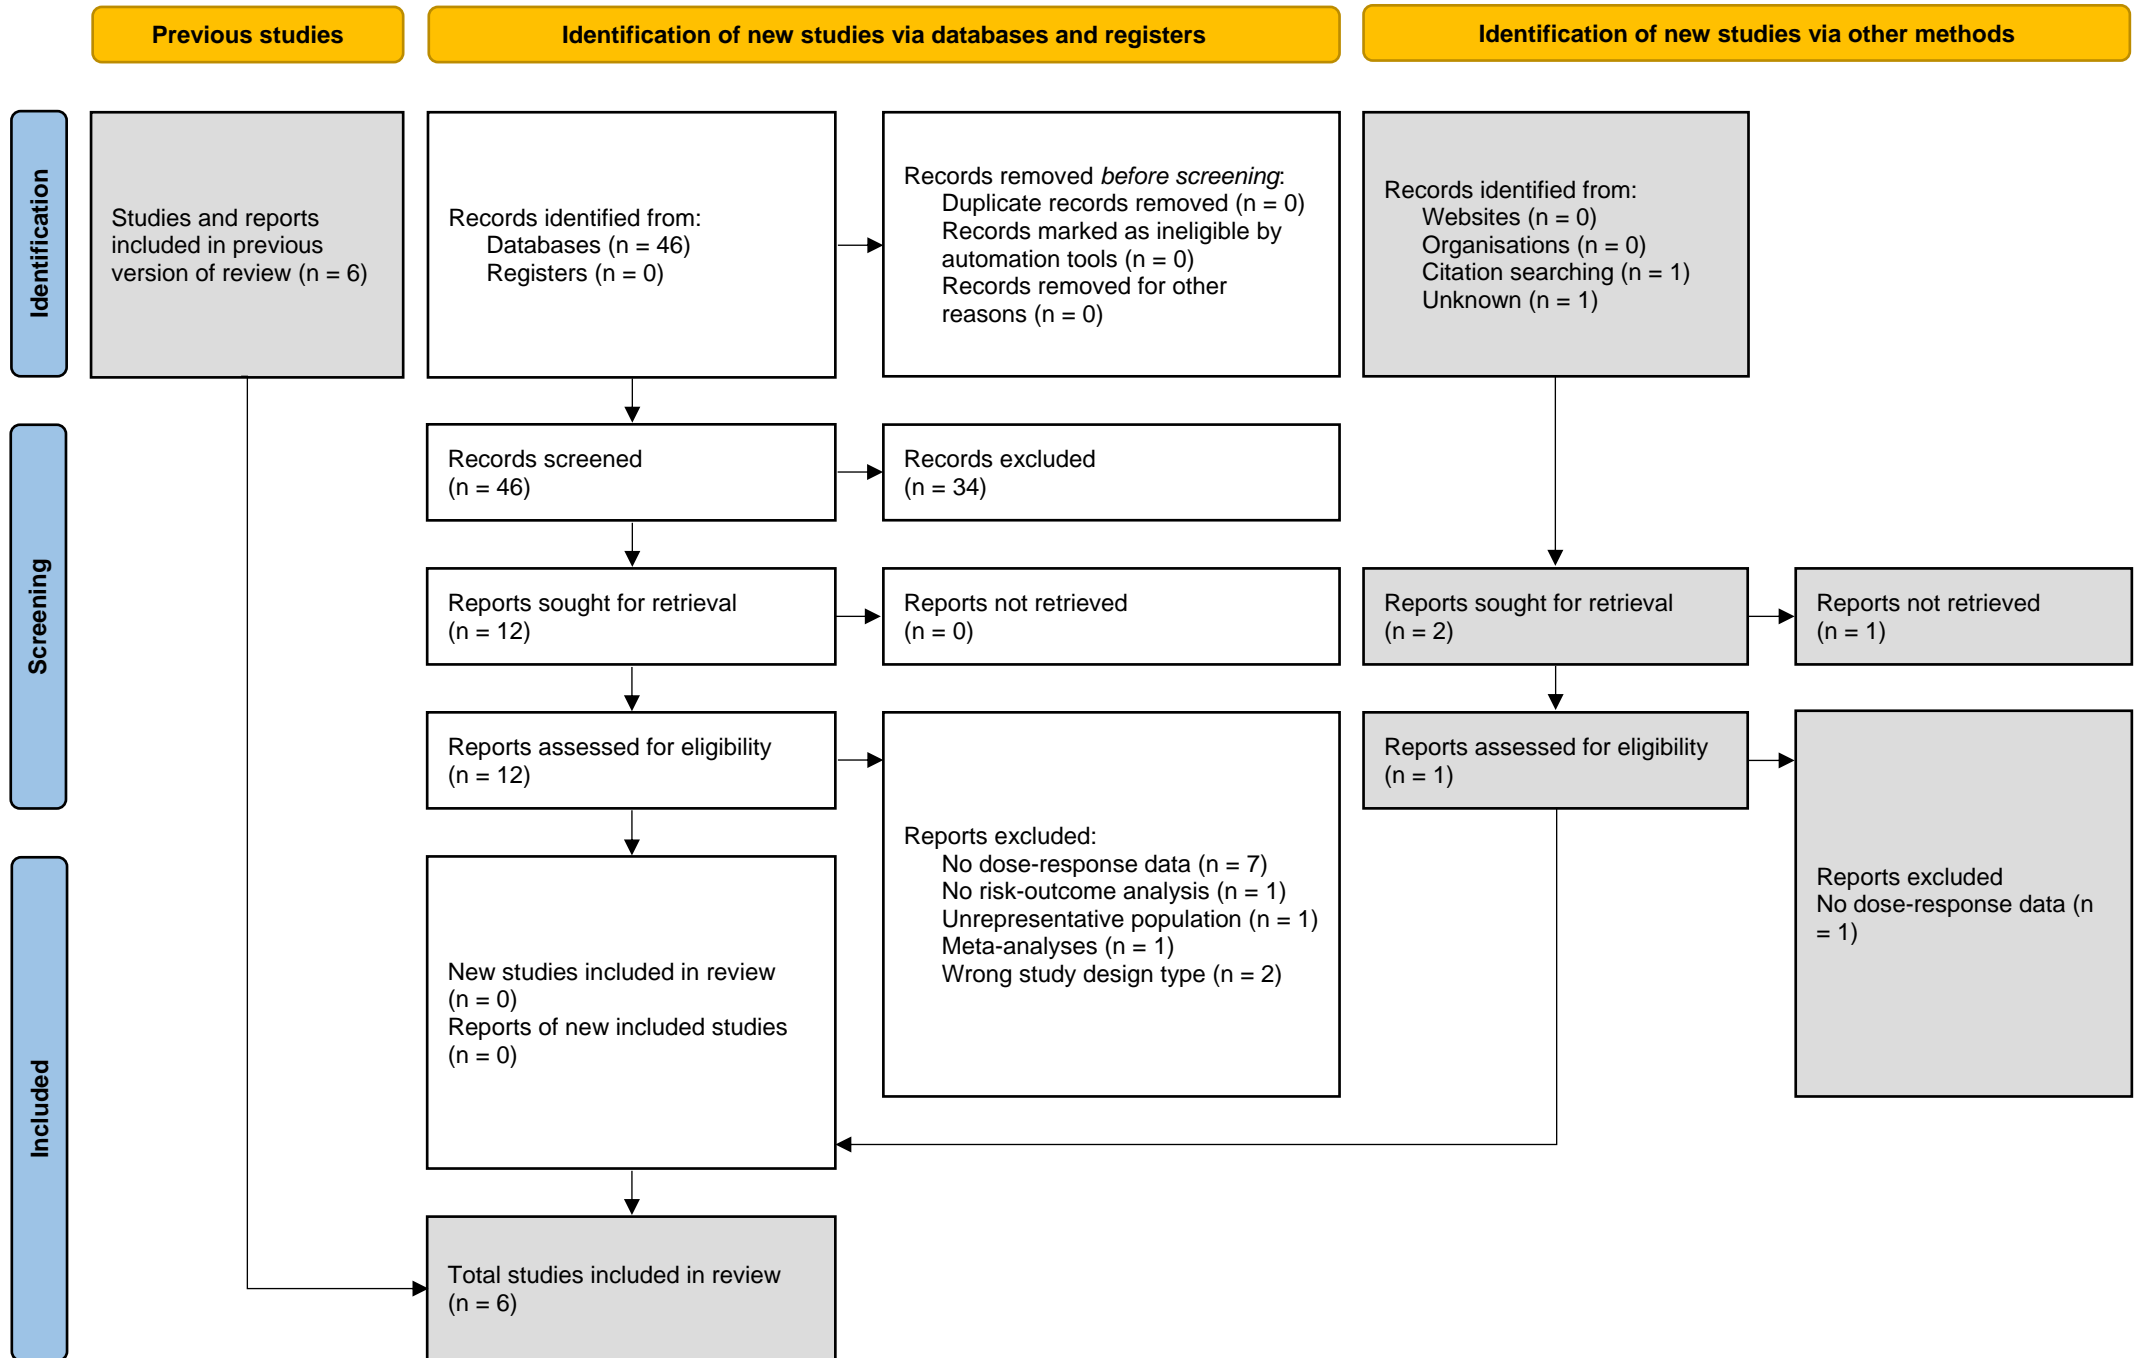 Previous studies
Identification of new studies via databases and registers
Identification of new studies via other methods
Identification
Studies and reports
included in previous
version of review (n = 6)
Records identified from:
Databases (n = 46)
Registers (n = 0)
Records removed before screening:
Duplicate records removed (n = 0)
Records marked as ineligible by
automation tools (n = 0)
Records removed for other
reasons (n = 0)
Records identified from:
Websites (n = 0)
Organisations (n = 0)
Citation searching (n = 1)
Unknown (n = 1)
Screening
Records screened
(n = 46)
Records excluded
(n = 34)
Reports sought for retrieval
(n = 12)
Reports not retrieved
(n = 0)
Reports sought for retrieval
(n = 2)
Reports not retrieved
(n = 1)
Reports assessed for eligibility
(n = 12)
Reports excluded:
No dose-response data (n = 7)
No risk-outcome analysis (n = 1)
Unrepresentative population (n = 1)
Meta-analyses (n = 1)
Wrong study design type (n = 2)
Reports assessed for eligibility
(n = 1)
Reports excluded
No dose-response data (n
= 1)
Included
New studies included in review
(n = 0)
Reports of new included studies
(n = 0)
Total studies included in review
(n = 6)